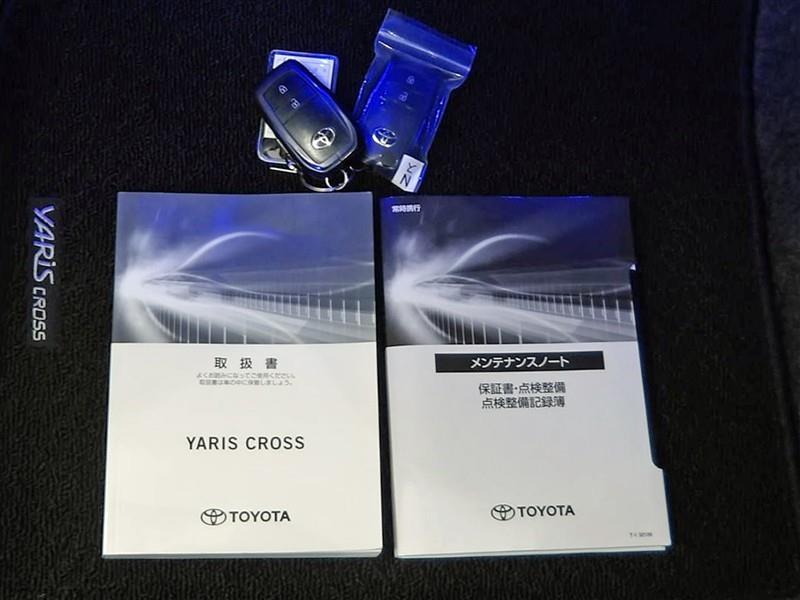 YARIS
CROSS
取扱書
よくお読みになってご使用ください。
取扱書は車の中に保管しましょう。
YARIS CROSS
TOYOTA
常時携行
メンテナンスノート
保証書・点検整備
点検整備記録簿
TOYOTA